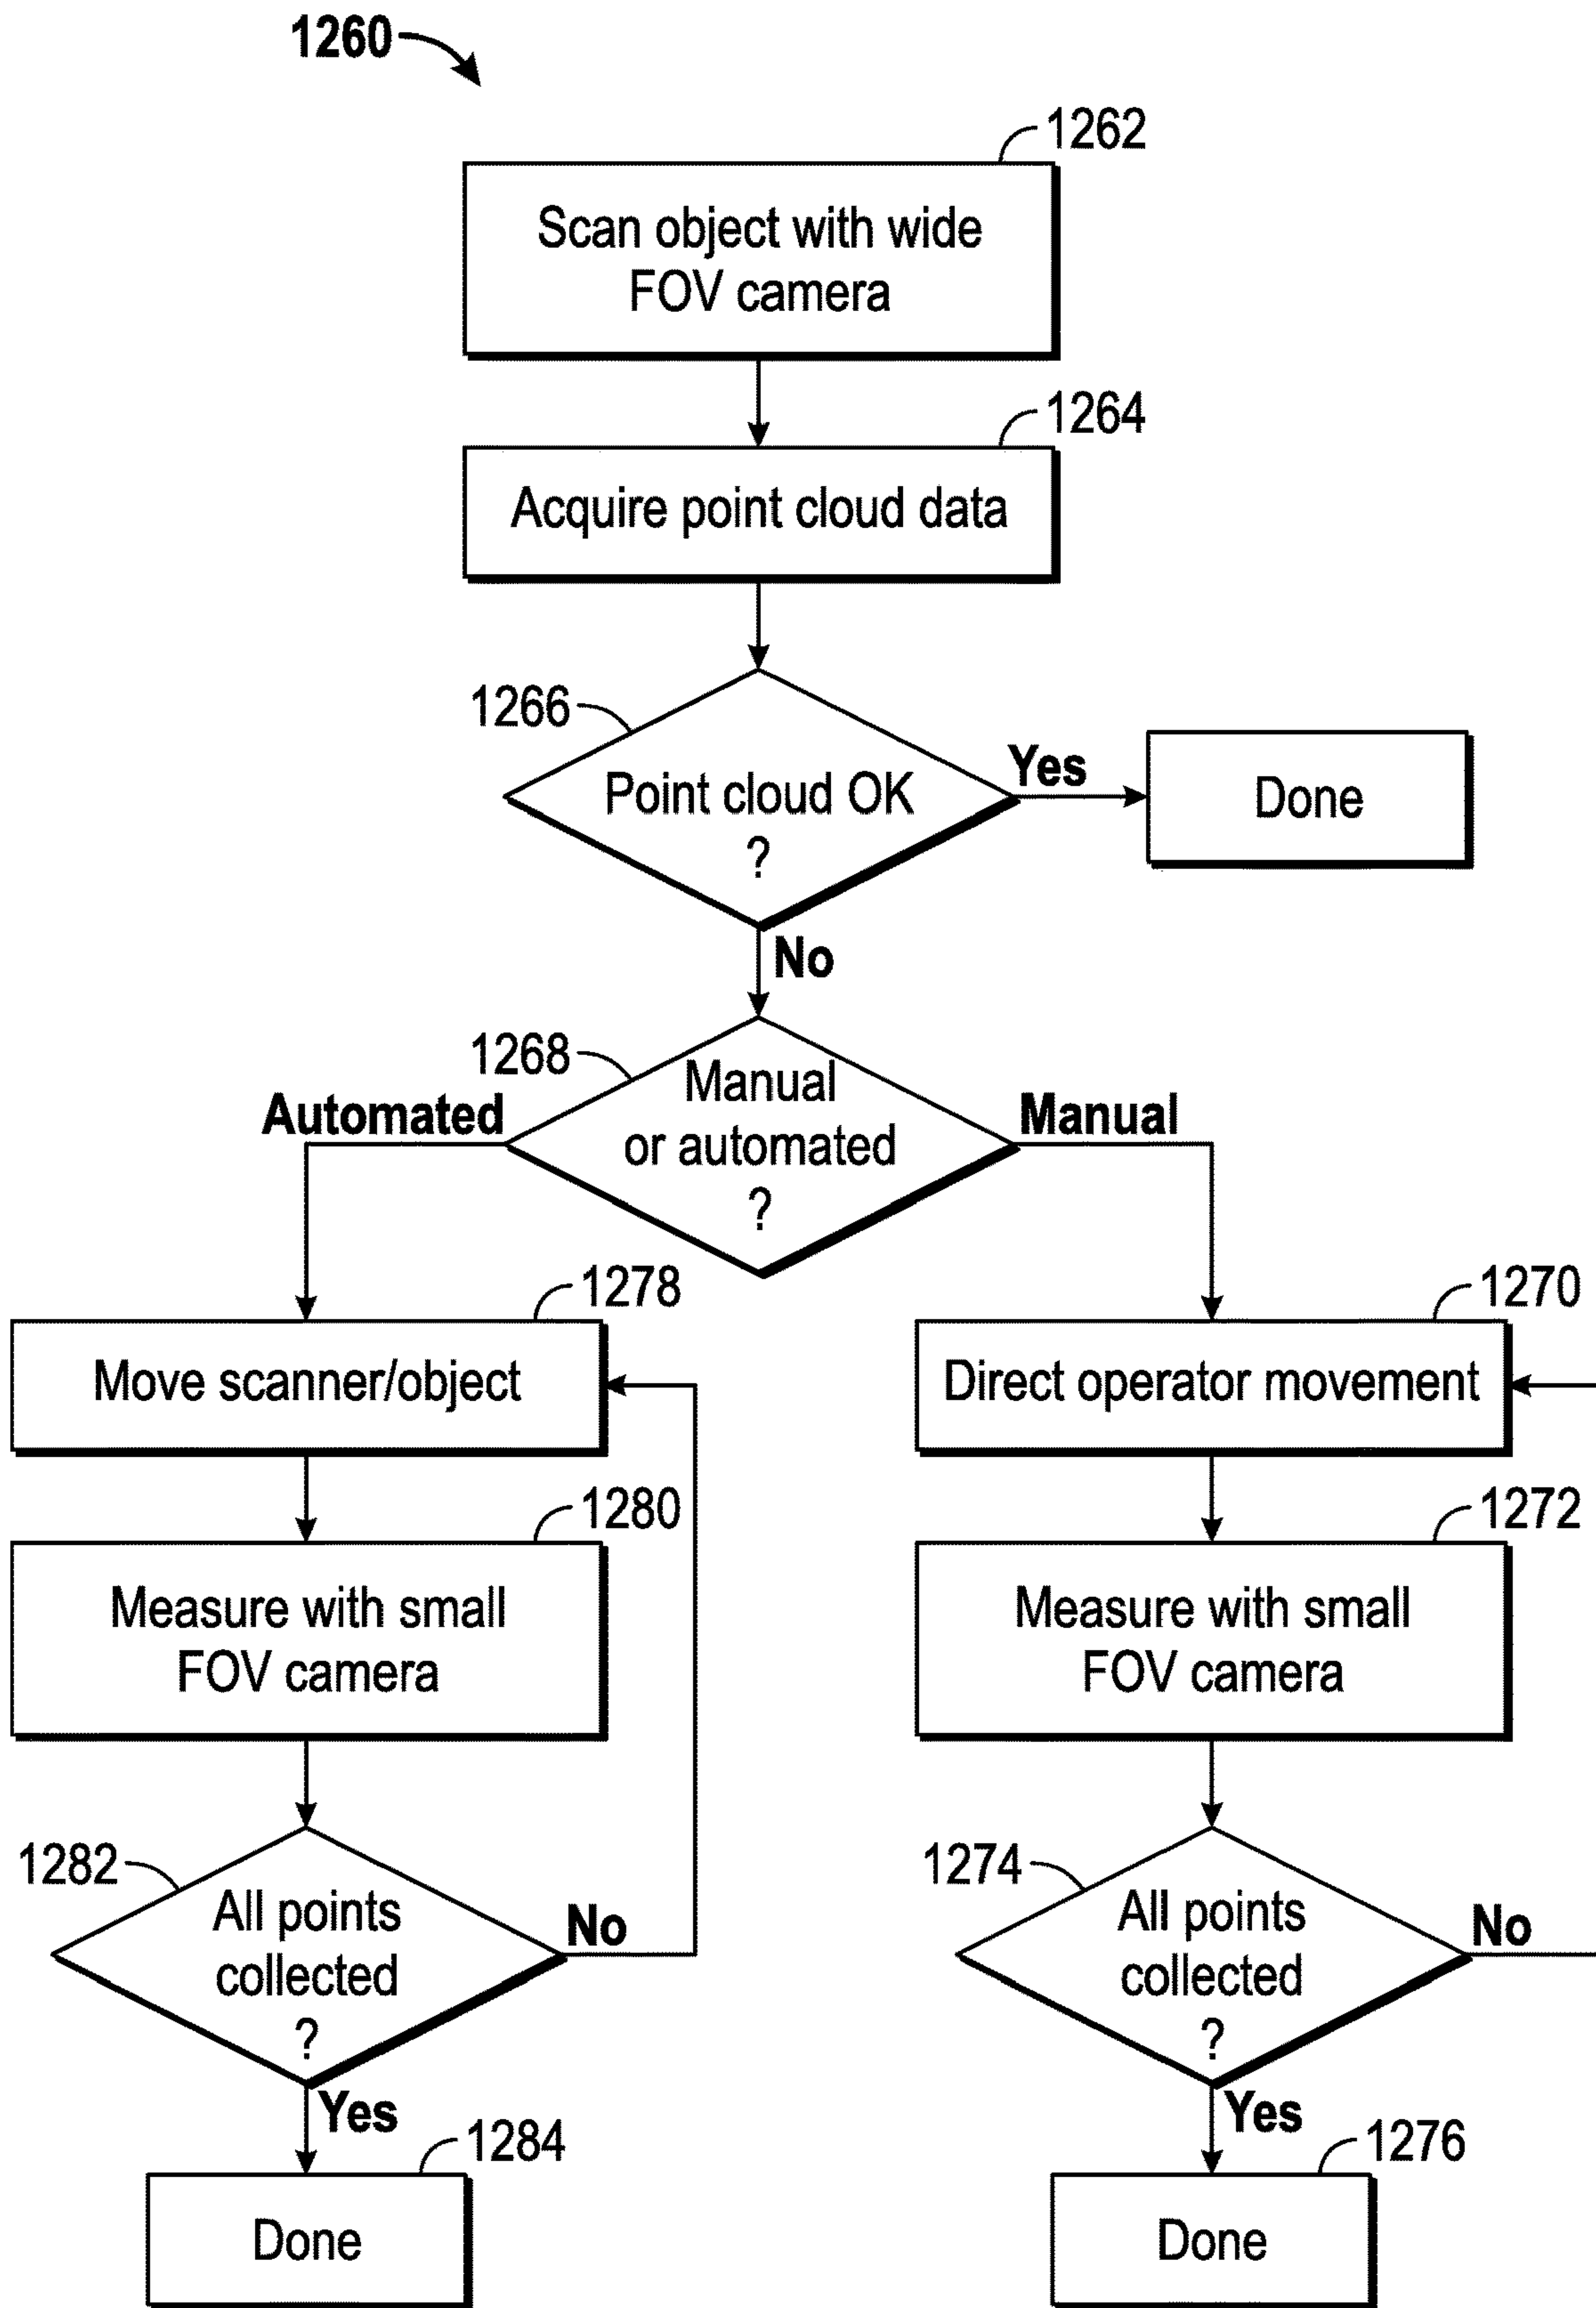 1260
1262
Scan object with wide
FOV camera
1264
Acquire point cloud data
1266
Point cloud OK
?
Yes
Done
No
1268
Manual
or automated
?
Automated
Manual
1278
Move scanner/object
1270
Direct operator movement
1280
Measure with small
FOV camera
1272
Measure with small
FOV camera
1282
All points
collected
?
No
1274
All points
collected
?
No
Yes
1284
Done
Yes
1276
Done